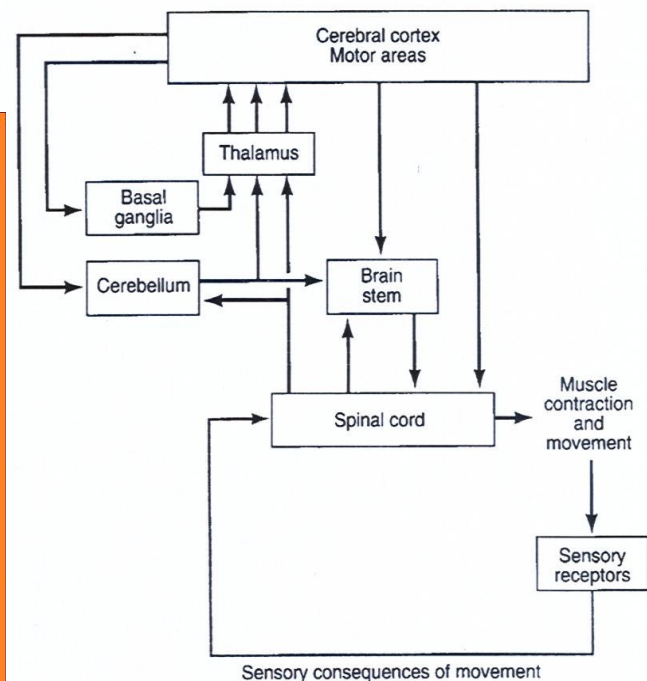 Cerebral cortex
Motor areas
Thalamus
Basal
ganglia
Cerebellum
Brain
stem
Spinal cord
Muscle
contraction
and
movement
Sensory
receptors
Sensory consequences of movement